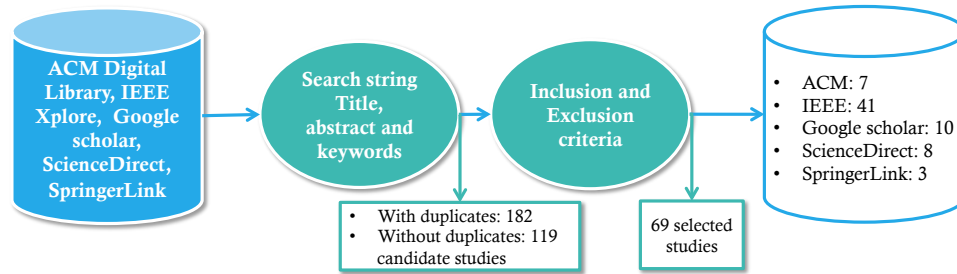 ACM Digital
Library, IEEE
Xplore, Google
scholar,
ScienceDirect,
SpringerLink
Search string
Title,
abstract and
keywords
Inclusion and
Exclusion
criteria
• ACM: 7
• IEEE: 41
• Google scholar: 10
• ScienceDirect: 8
• SpringerLink: 3
• With duplicates: 182
• Without duplicates: 119
candidate studies
69 selected
studies